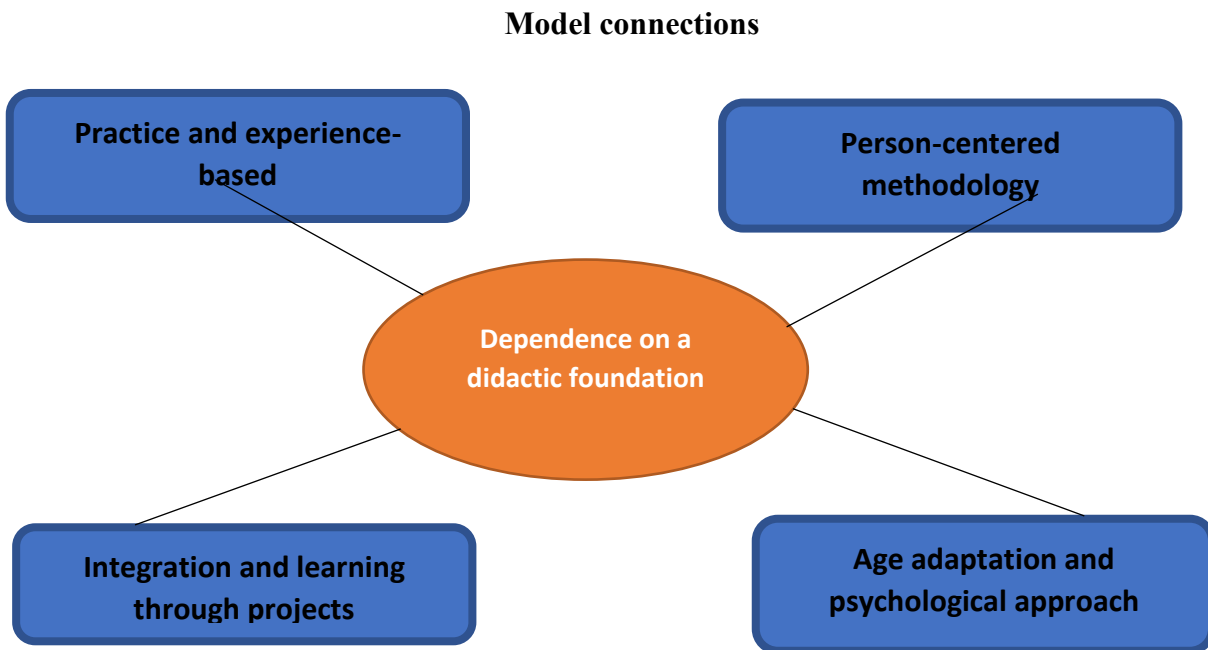 Model connections
Practice and experience-
based
Person-centered
methodology
Dependence on a
didactic foundation
Integration and learning
through projects
Age adaptation and
psychological approach